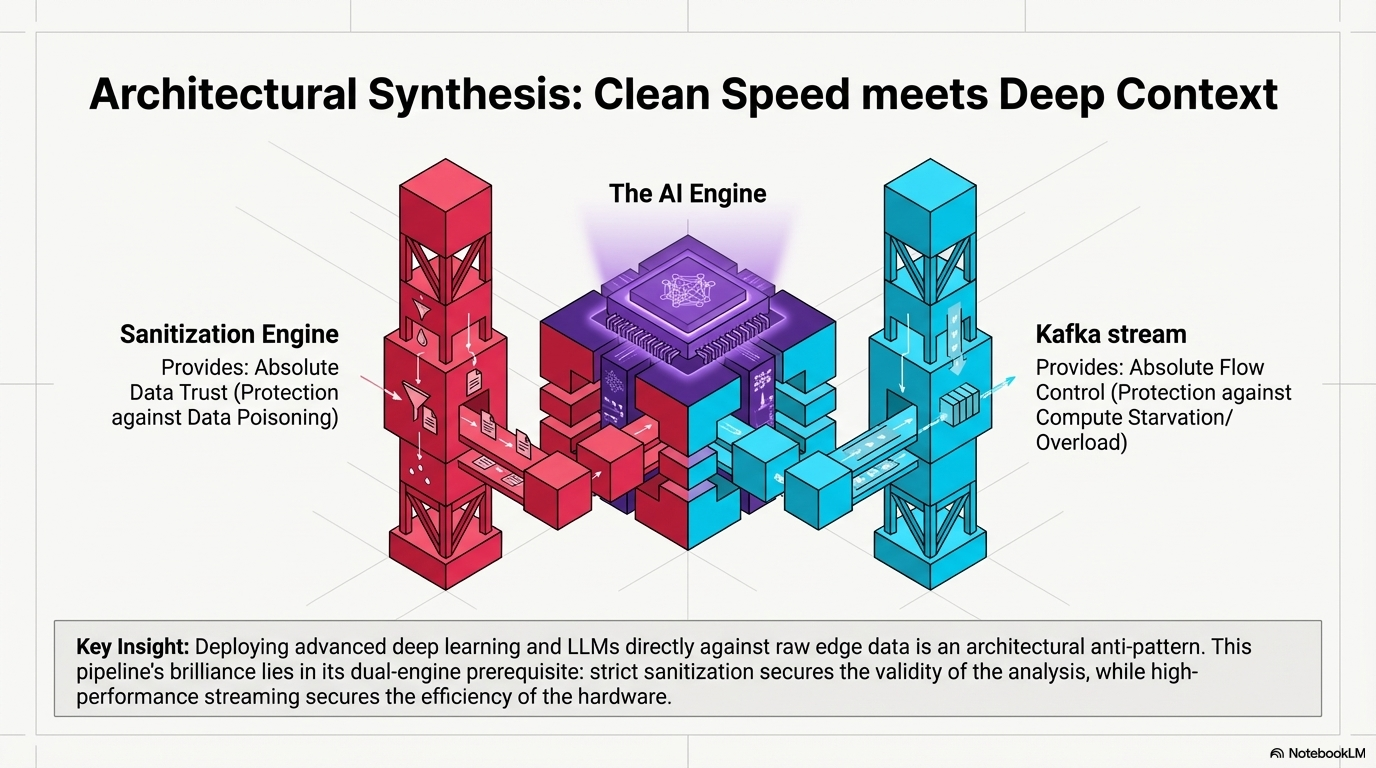 Architectural Synthesis: Clean Speed meets Deep Context
The AI Engine
Sanitization Engine
Provides: Absolute
Data Trust (Protection
against Data Poisoning)
Kafka stream
Provides: Absolute Flow
Control (Protection against
Compute Starvation/
Overload)
Key Insight: Deploying advanced deep learning and LLMs directly against raw edge data is an architectural anti-pattern. This
pipeline's brilliance lies in its dual-engine prerequisite: strict sanitization secures the validity of the analysis, while high-
performance streaming secures the efficiency of the hardware.
NotebookLM